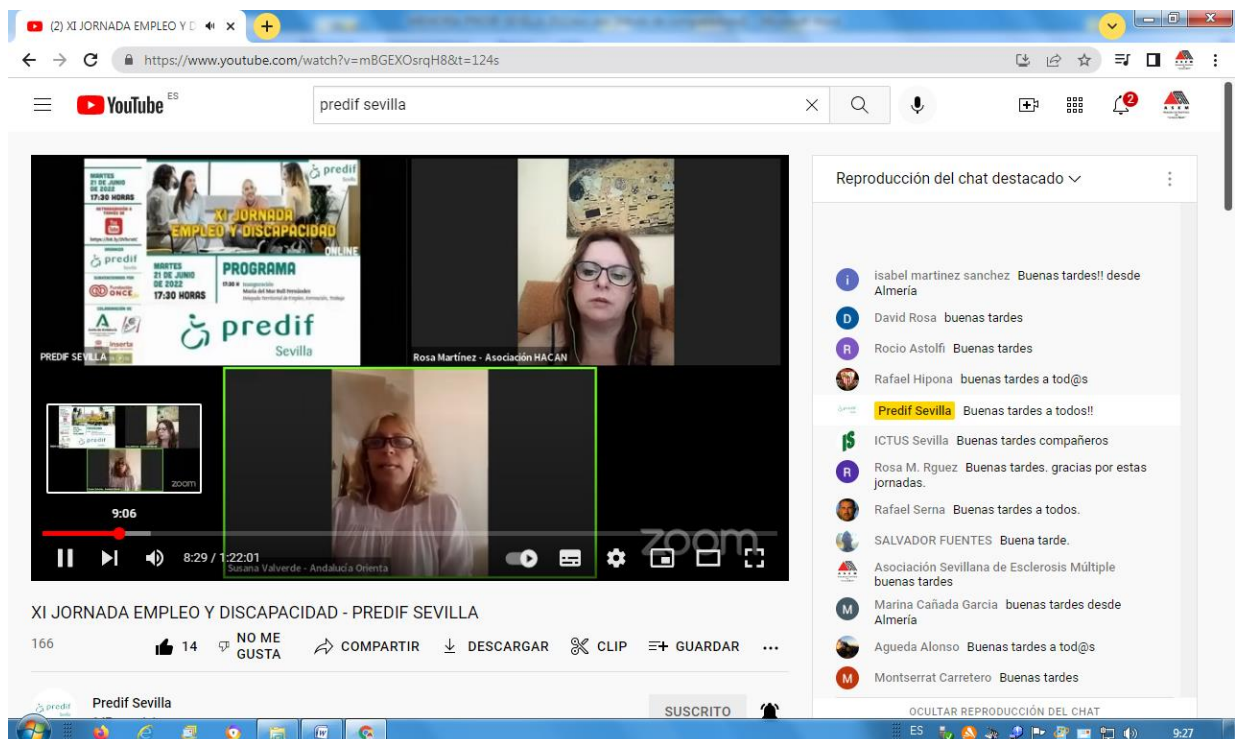 (2) XI JORNADA EMPLEO Y D
https://www.youtube.com/watch?v=mBGEXOsrqH8&t=124s
YouTube ES
predif sevilla
2
MARTES
21 DE JUNIO
DE 2022
17:30 HORAS
predif
XI JORNADA
EMPLEO Y DISCAPACIDAD
ONLINE
predif
ONCE
inserta
MARTES
21 DE JUNIO
DE 2022
17:30 HORAS
PROGRAMA
predif
Sevilla
PREDIF SEVILLA
Rosa Martínez - Asociación HACAN
zoom
9:06
8:29 / 1:22:01
Susana Valverde - Andalucía Orienta
zoom
XI JORNADA EMPLEO Y DISCAPACIDAD - PREDIF SEVILLA
166
14
NO ME GUSTA
COMPARTIR
DESCARGAR
CLIP
GUARDAR
Predif Sevilla
SUSCRITO
Reproducción del chat destacado
isabel martinez sanchez Buenas tardes!! desde
Almería
David Rosa buenas tardes
Rocio Astolfi Buenas tardes
Rafael Hipona buenas tardes a tod@s
Predif Sevilla Buenas tardes a todos!!
ICTUS Sevilla Buenas tardes compañeros
Rosa M. Rguez Buenas tardes. gracias por estas
jornadas.
Rafael Serna Buenas tardes a todos.
SALVADOR FUENTES Buena tarde.
Asociación Sevillana de Esclerosis Múltiple
buenas tardes
Marina Cañada Garcia buenas tardes desde
Almería
Agueda Alonso Buenas tardes a tod@s
Montserrat Carretero Buenas tardes
OCULTAR REPRODUCCIÓN DEL CHAT
ES
9:27